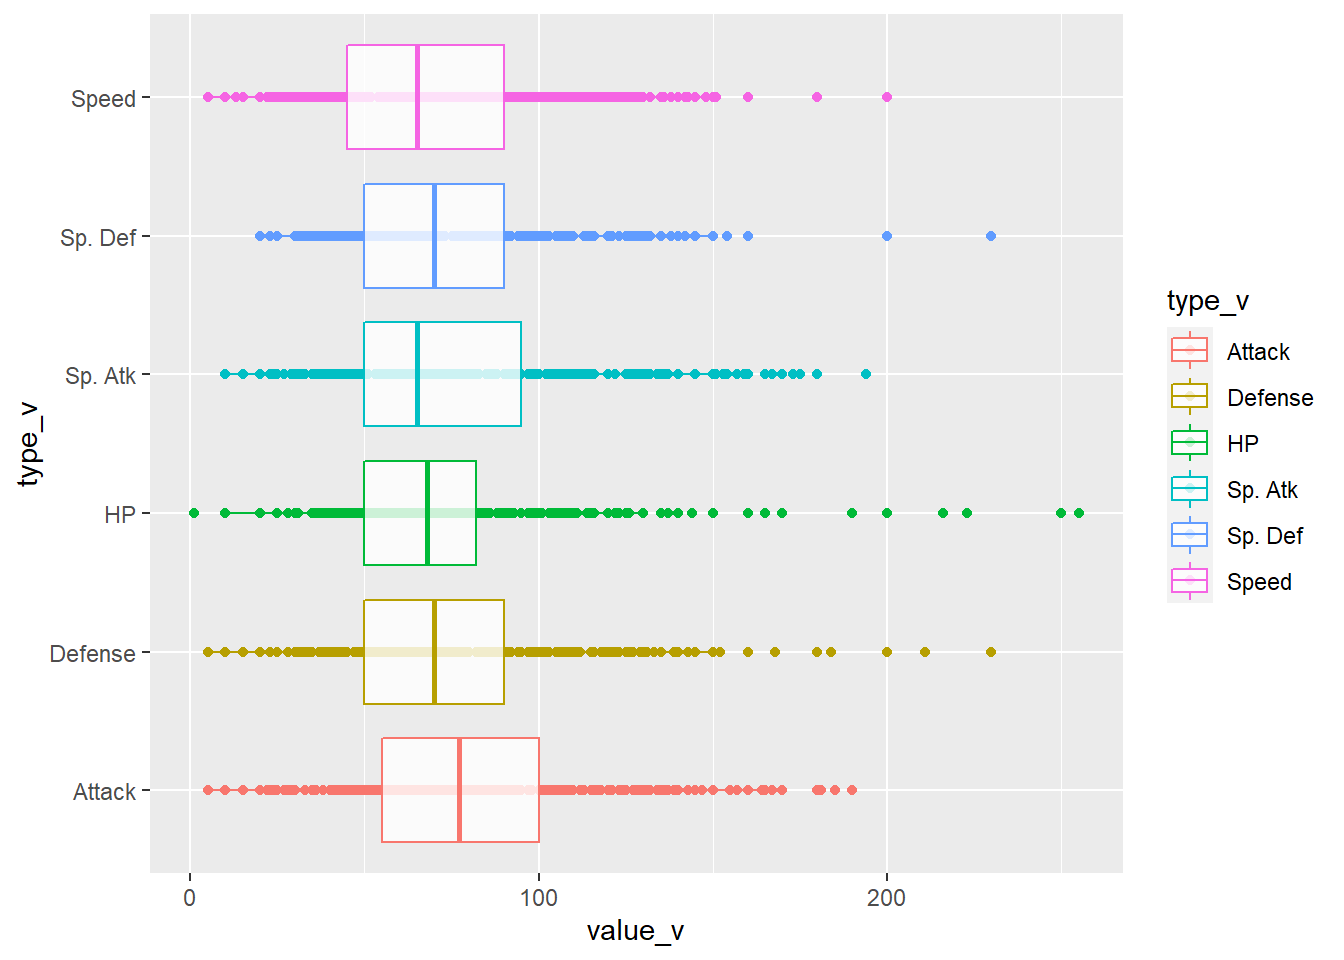 type_v
Speed
Sp. Def
Sp. Atk
HP
Defense
Attack
0 100 200
value_v
type_v
Attack
Defense
HP
Sp. Atk
Sp. Def
Speed